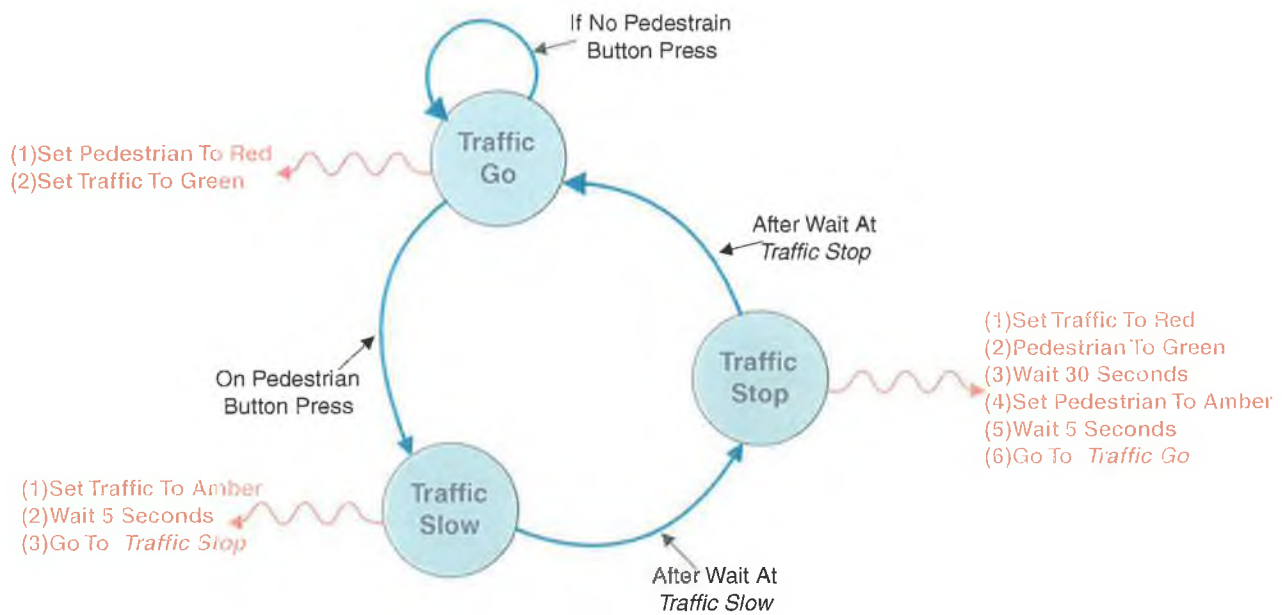 If No Pedestrain
Button Press
Traffic
Go
(1)Set Pedestrian To Red
(2)Set Traffic To Green
After Wait At
Traffic Stop
(1)Set Traffic To Red
(2)Pedestrian To Green
(3)Wait 30 Seconds
(4)Set Pedestrian To Amber
(5)Wait 5 Seconds
(6)Go To Traffic Go
Traffic
Stop
On Pedestrian
Button Press
(1)Set Traffic To Amber
(2)Wait 5 Seconds
(3)Go To Traffic Stop
Traffic
Slow
After Wait At
Traffic Slow